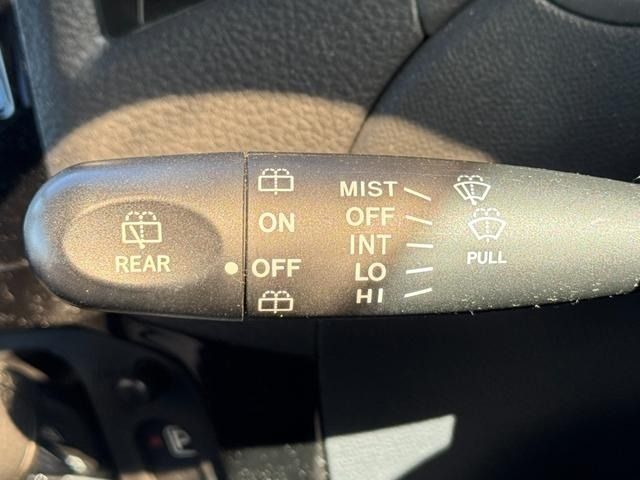 REAR
ON
OFF
MIST
OFF
INT
LO
HI
PULL